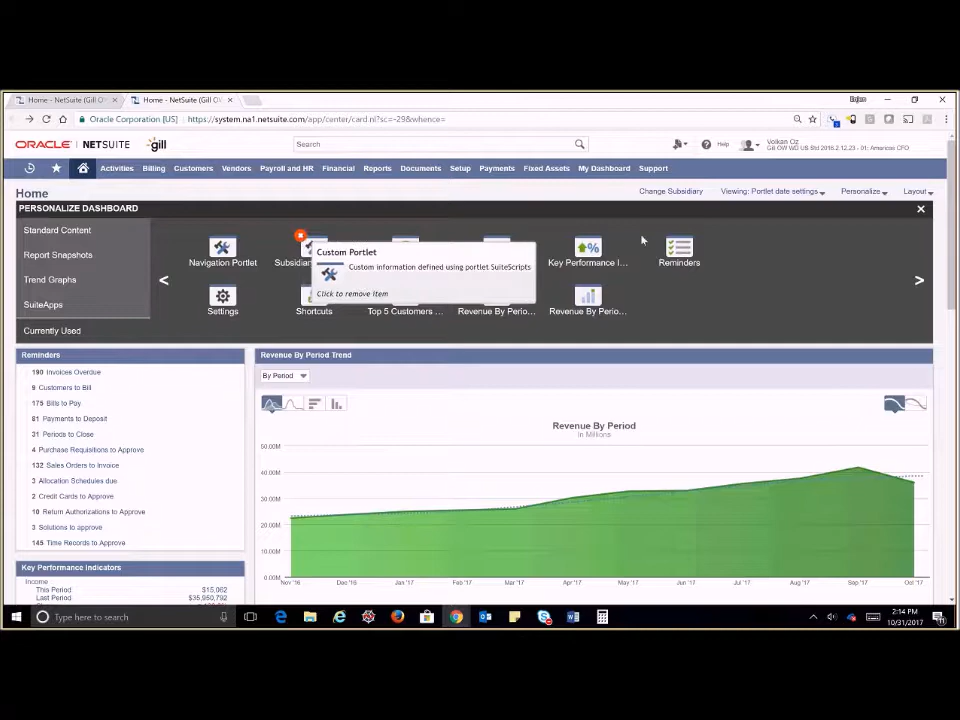 Home - NetSuite (Gill O
Home - NetSuite (Gill O
Oracle Corporation [US]
https://system.na1.netsuite.com/app/center/card.nl?sc=-29&whence=
ORACLE
NETSUITE
gill
Search
Help
Volkan Oz
Activities
Billing
Customers
Vendors
Payroll and HR
Financial
Reports
Documents
Setup
Payments
Fixed Assets
My Dashboard
Support
Home
Change Subsidiary
Viewing: Portlet date settings
Personalize
Layout
PERSONALIZE DASHBOARD
Standard Content
Report Snapshots
Trend Graphs
SuiteApps
Currently Used
Navigation Portlet
Subsidian
Custom Portlet
Custom information defined using portlet SuiteScripts
Click to remove item
Key Performance I...
Reminders
Settings
Shortcuts
Top 5 Customers ...
Revenue By Perio...
Revenue By Perio...
Reminders
190 Invoices Overdue
9 Customers to Bill
175 Bills to Pay
81 Payments to Deposit
31 Periods to Close
4 Purchase Requisitions to Approve
132 Sales Orders to Invoice
3 Allocation Schedules due
2 Credit Cards to Approve
10 Return Authorizations to Approve
3 Solutions to approve
145 Time Records to Approve
Key Performance Indicators
Income
This Period $15,062
Last Period $35,950,792
Revenue By Period Trend
By Period
Revenue By Period
in Millions
50.00M
40.00M
30.00M
20.00M
10.00M
0.00M
Nov '16
Dec '16
Jan '17
Feb '17
Mar '17
Apr '17
May '17
Jun '17
Jul '17
Aug '17
Sep '17
Oct '17
Type here to search
2:14 PM
10/31/2017